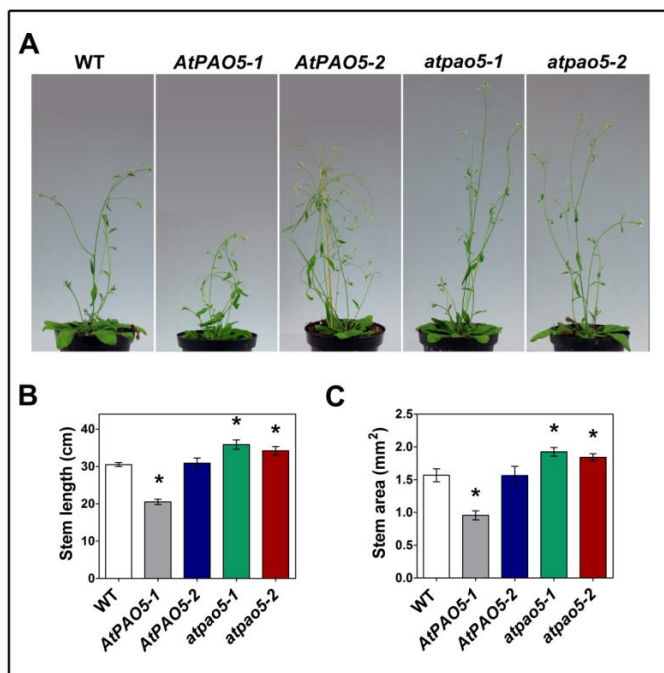 A
WT AtPAO5-1 AtPAO5-2 atpao5-1 atpao5-2
B
Stem length (cm)
40
30
20
10
0
* * *
WT AtPAO5-1 AtPAO5-2 atpao5-1 atpao5-2
C
Stem area (mm²)
2.5
2.0
1.5
1.0
0.5
0.0
* * *
WT AtPAO5-1 AtPAO5-2 atpao5-1 atpao5-2